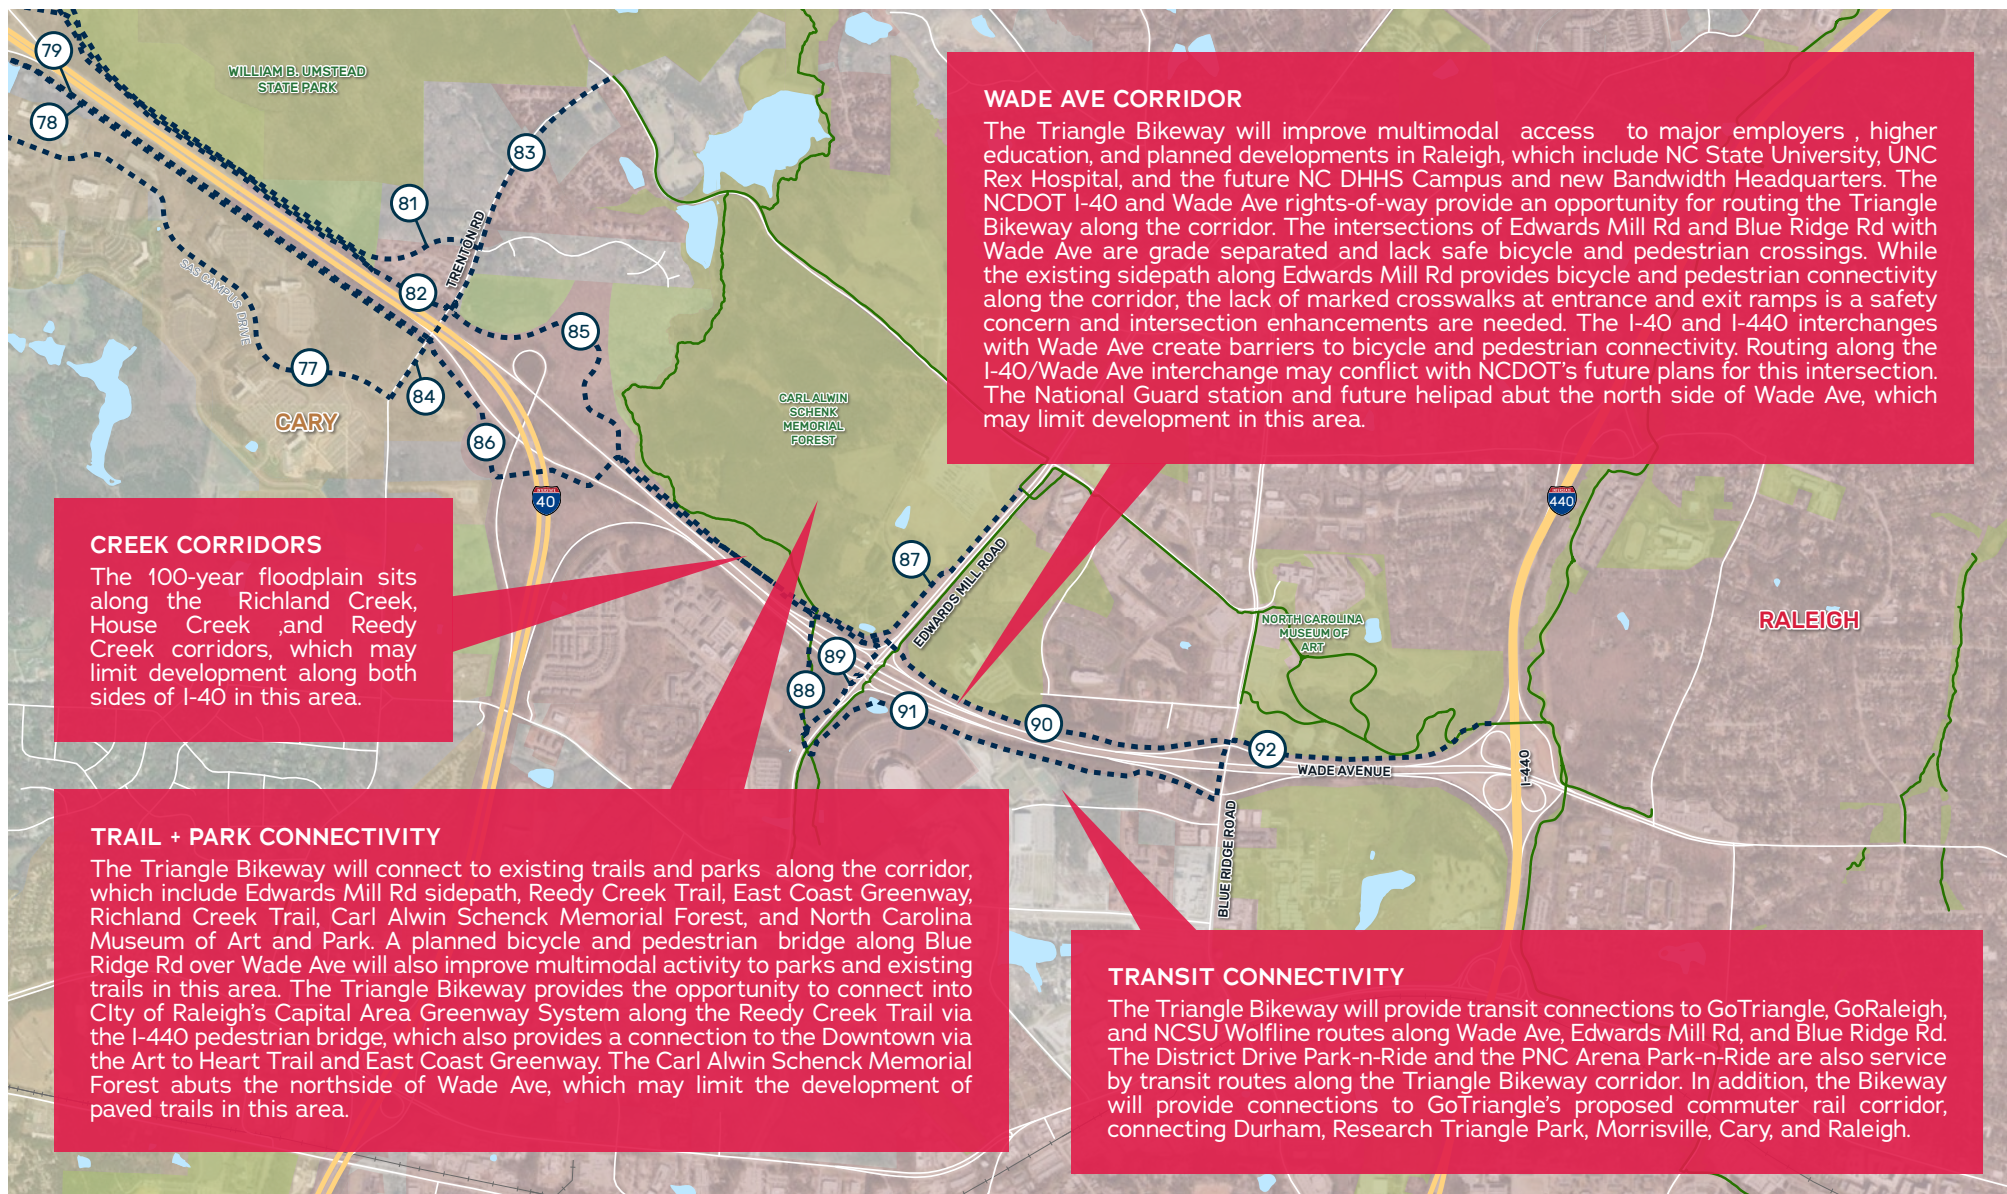 79
WILLIAM B. UMSTEAD
STATE PARK
78
83
81
TRENTON RD
82
SAS CAMPUS DRIVE
85
77
84
CARY
86
CARL ALWIN
SCHENK
MEMORIAL
FOREST
WADE AVE CORRIDOR
The Triangle Bikeway will improve multimodal access to major employers , higher
education, and planned developments in Raleigh, which include NC State University, UNC
Rex Hospital, and the future NC DHHS Campus and new Bandwidth Headquarters. The
NCDOT I-40 and Wade Ave rights-of-way provide an opportunity for routing the Triangle
Bikeway along the corridor. The intersections of Edwards Mill Rd and Blue Ridge Rd with
Wade Ave are grade separated and lack safe bicycle and pedestrian crossings. While
the existing sidepath along Edwards Mill Rd provides bicycle and pedestrian connectivity
along the corridor, the lack of marked crosswalks at entrance and exit ramps is a safety
concern and intersection enhancements are needed. The I-40 and I-440 interchanges
with Wade Ave create barriers to bicycle and pedestrian connectivity. Routing along the
I-40/Wade Ave interchange may conflict with NCDOT's future plans for this intersection.
The National Guard station and future helipad abut the north side of Wade Ave, which
may limit development in this area.
INTERSTATE
40
INTERSTATE
440
CREEK CORRIDORS
The 100-year floodplain sits
along the Richland Creek,
House Creek ,and Reedy
Creek corridors, which may
limit development along both
sides of I-40 in this area.
87
EDWARDS MILL ROAD
NORTH CAROLINA
MUSEUM OF
ART
RALEIGH
89
88
91
90
92
WADE AVENUE
I-440
BLUE RIDGE ROAD
TRAIL + PARK CONNECTIVITY
The Triangle Bikeway will connect to existing trails and parks along the corridor,
which include Edwards Mill Rd sidepath, Reedy Creek Trail, East Coast Greenway,
Richland Creek Trail, Carl Alwin Schenck Memorial Forest, and North Carolina
Museum of Art and Park. A planned bicycle and pedestrian bridge along Blue
Ridge Rd over Wade Ave will also improve multimodal activity to parks and existing
trails in this area. The Triangle Bikeway provides the opportunity to connect into
CIty of Raleigh's Capital Area Greenway System along the Reedy Creek Trail via
the I-440 pedestrian bridge, which also provides a connection to the Downtown via
the Art to Heart Trail and East Coast Greenway. The Carl Alwin Schenck Memorial
Forest abuts the northside of Wade Ave, which may limit the development of
paved trails in this area.
TRANSIT CONNECTIVITY
The Triangle Bikeway will provide transit connections to GoTriangle, GoRaleigh,
and NCSU Wolfline routes along Wade Ave, Edwards Mill Rd, and Blue Ridge Rd.
The District Drive Park-n-Ride and the PNC Arena Park-n-Ride are also service
by transit routes along the Triangle Bikeway corridor. In addition, the Bikeway
will provide connections to GoTriangle's proposed commuter rail corridor,
connecting Durham, Research Triangle Park, Morrisville, Cary, and Raleigh.